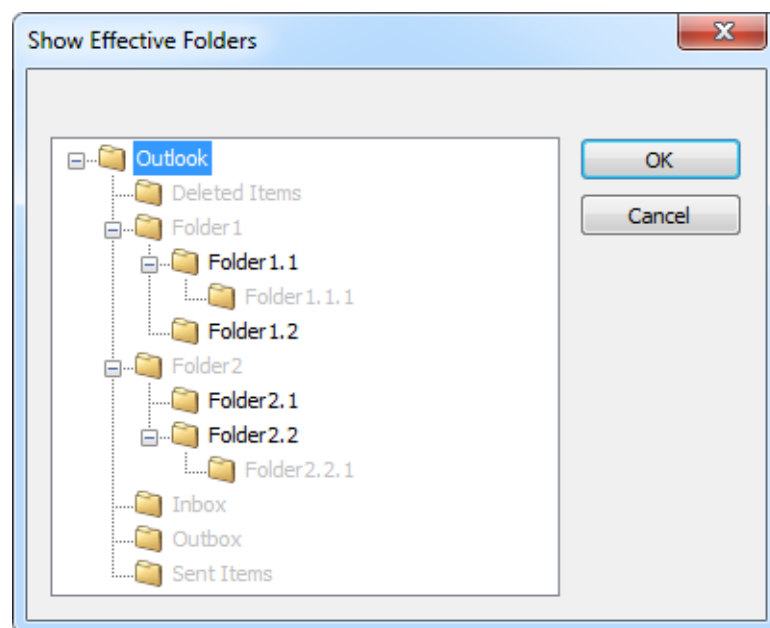 Show Effective Folders
Outlook
OK
Deleted Items
Cancel
Folder1
Folder1.1
Folder1.1.1
Folder1.2
Folder2
Folder2.1
Folder2.2
Folder2.2.1
Inbox
Outbox
Sent Items